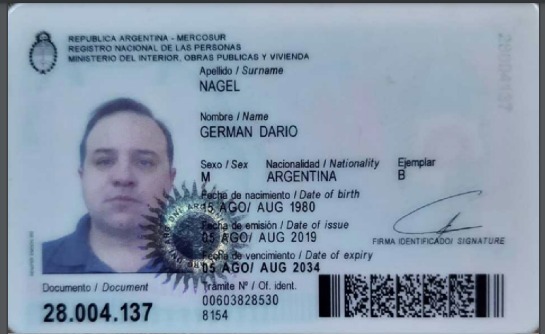 REPUBLICA ARGENTINA - MERCOSUR
REGISTRO NACIONAL DE LAS PERSONAS
MINISTERIO DEL INTERIOR, OBRAS PUBLICAS Y VIVIENDA
Apellido / Surname
NAGEL
Nombre / Name
GERMAN DARIO
Sexo / Sex Nacionalidad / Nationality Ejemplar
M ARGENTINA B
Fecha de nacimiento / Date of birth
AGO/ AUG 1980
Fecha de emisión / Date of issue
05 AGO/ AUG 2019
FIRMA IDENTIFICADO/ SIGNATURE
Fecha de vencimiento / Date of expiry
05 AGO/ AUG 2034
Documento / Document
Tramite N° / Of. ident.
28.004.137
00603828530
8154